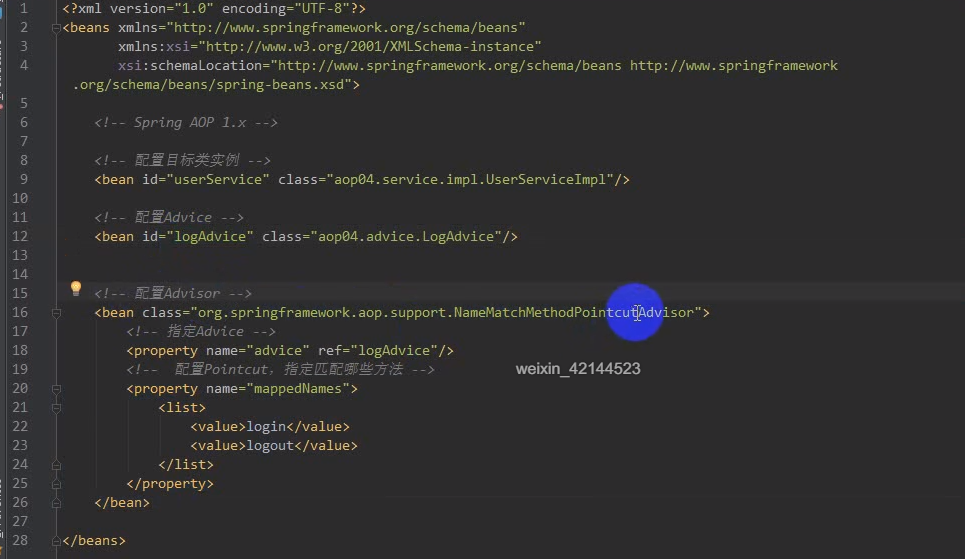 1 <?xml version="1.0" encoding="UTF-8"?>
2 <beans xmlns="http://www.springframework.org/schema/beans"
3 xmlns:xsi="http://www.w3.org/2001/XMLSchema-instance"
4 xsi:schemaLocation="http://www.springframework.org/schema/beans http://www.springframework
.org/schema/beans/spring-beans.xsd">
5
6 <!-- Spring AOP 1.x -->
7
8 <!-- 配置目标类实例 -->
9 <bean id="userService" class="aop04.service.impl.UserServiceImpl"/>
10
11 <!-- 配置Advice -->
12 <bean id="logAdvice" class="aop04.advice.LogAdvice"/>
13
14
15 <!-- 配置Advisor -->
16 <bean class="org.springframework.aop.support.NameMatchMethodPointcutAdvisor">
17 <!-- 指定Advice -->
18 <property name="advice" ref="logAdvice"/>
19 <!-- 配置Pointcut，指定匹配哪些方法 --> weixin_42144523
20 <property name="mappedNames">
21 <list>
22 <value>login</value>
23 <value>logout</value>
24 </list>
25 </property>
26 </bean>
27
28 </beans>